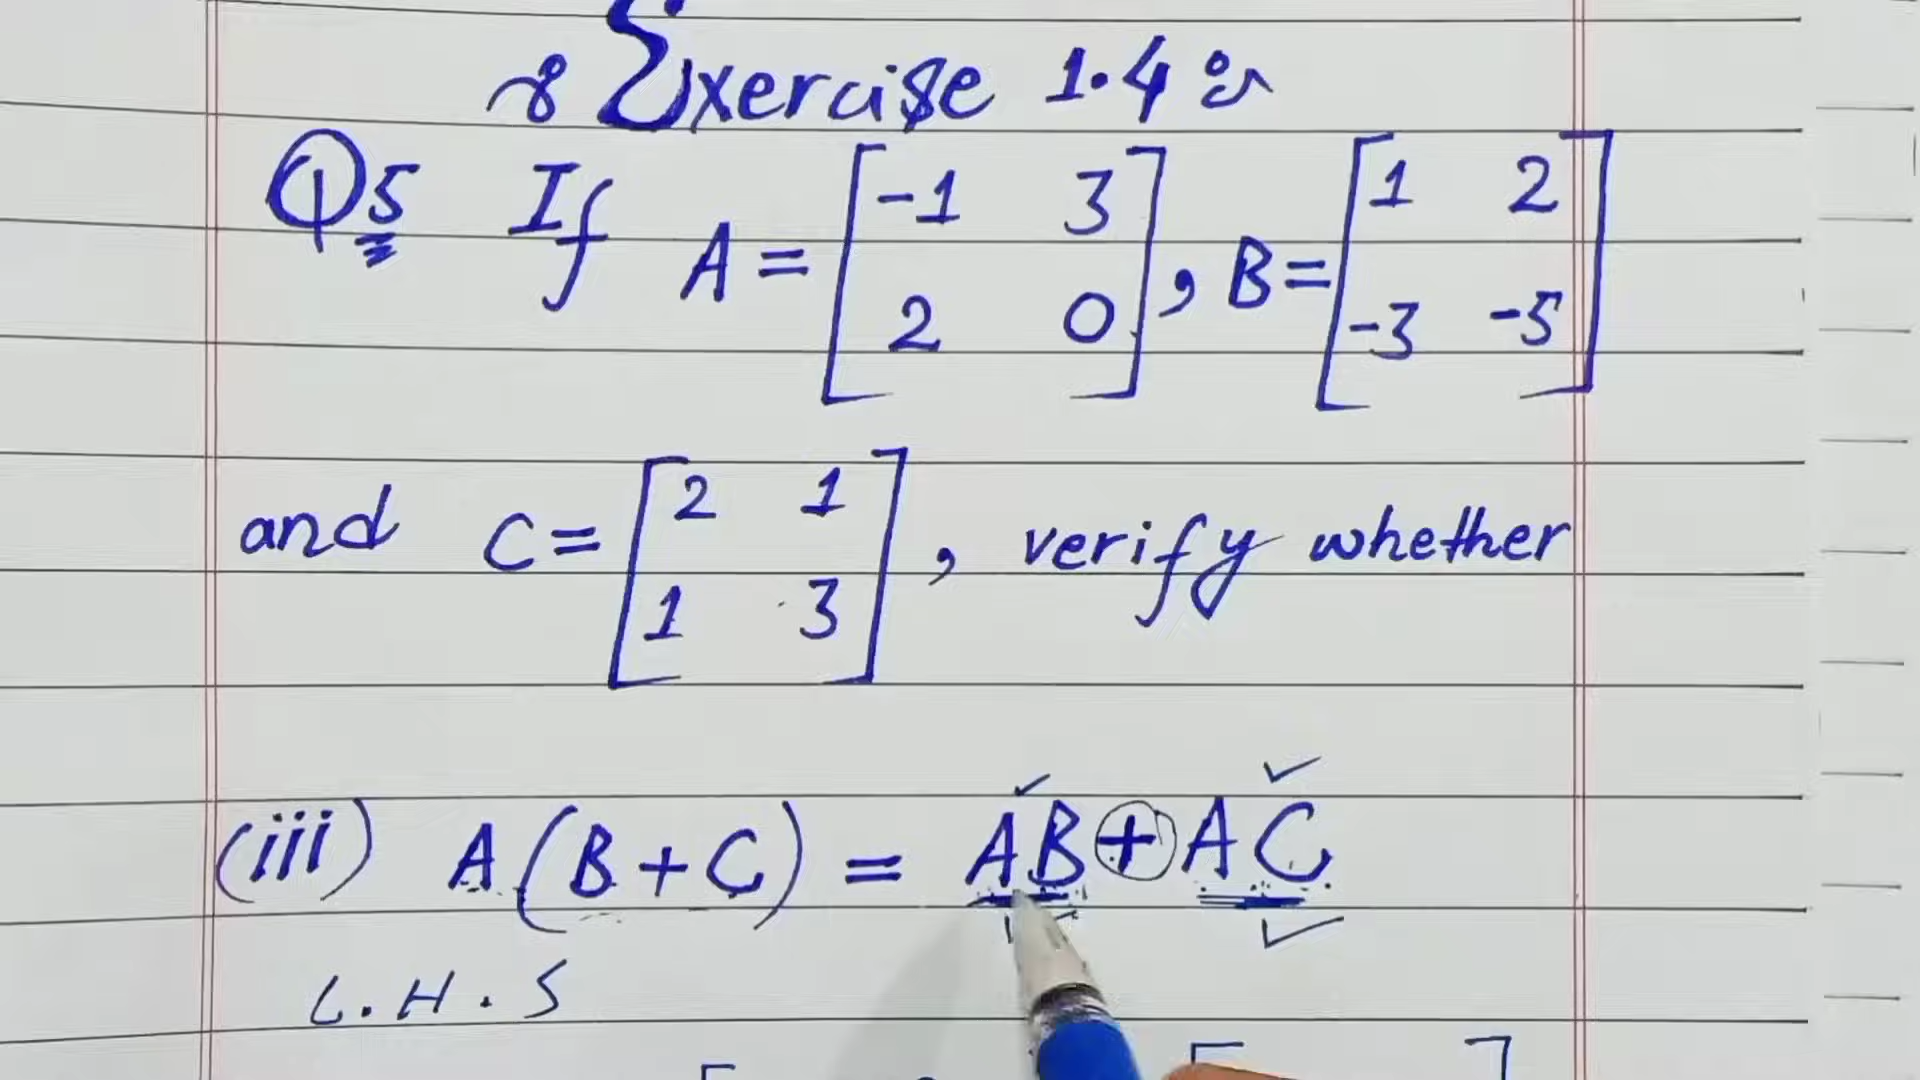 Exercise 1.4
Q5 If A = [-1 3
2 0], B = [1 2
-3 -5]
and C = [2 1
1 3], verify whether
(iii) A(B+C) = AB + AC
L.H.S